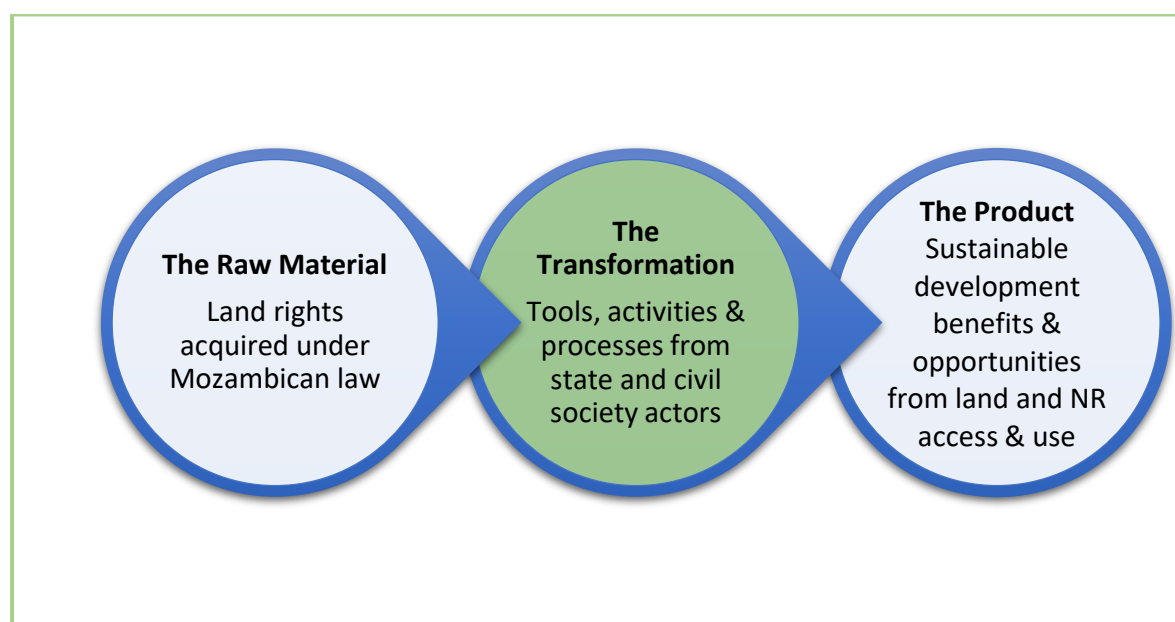 The Raw Material
Land rights
acquired under
Mozambican law
The
Transformation
Tools, activities &
processes from
state and civil
society actors
The Product
Sustainable
development
benefits &
opportunities
from land and NR
access & use